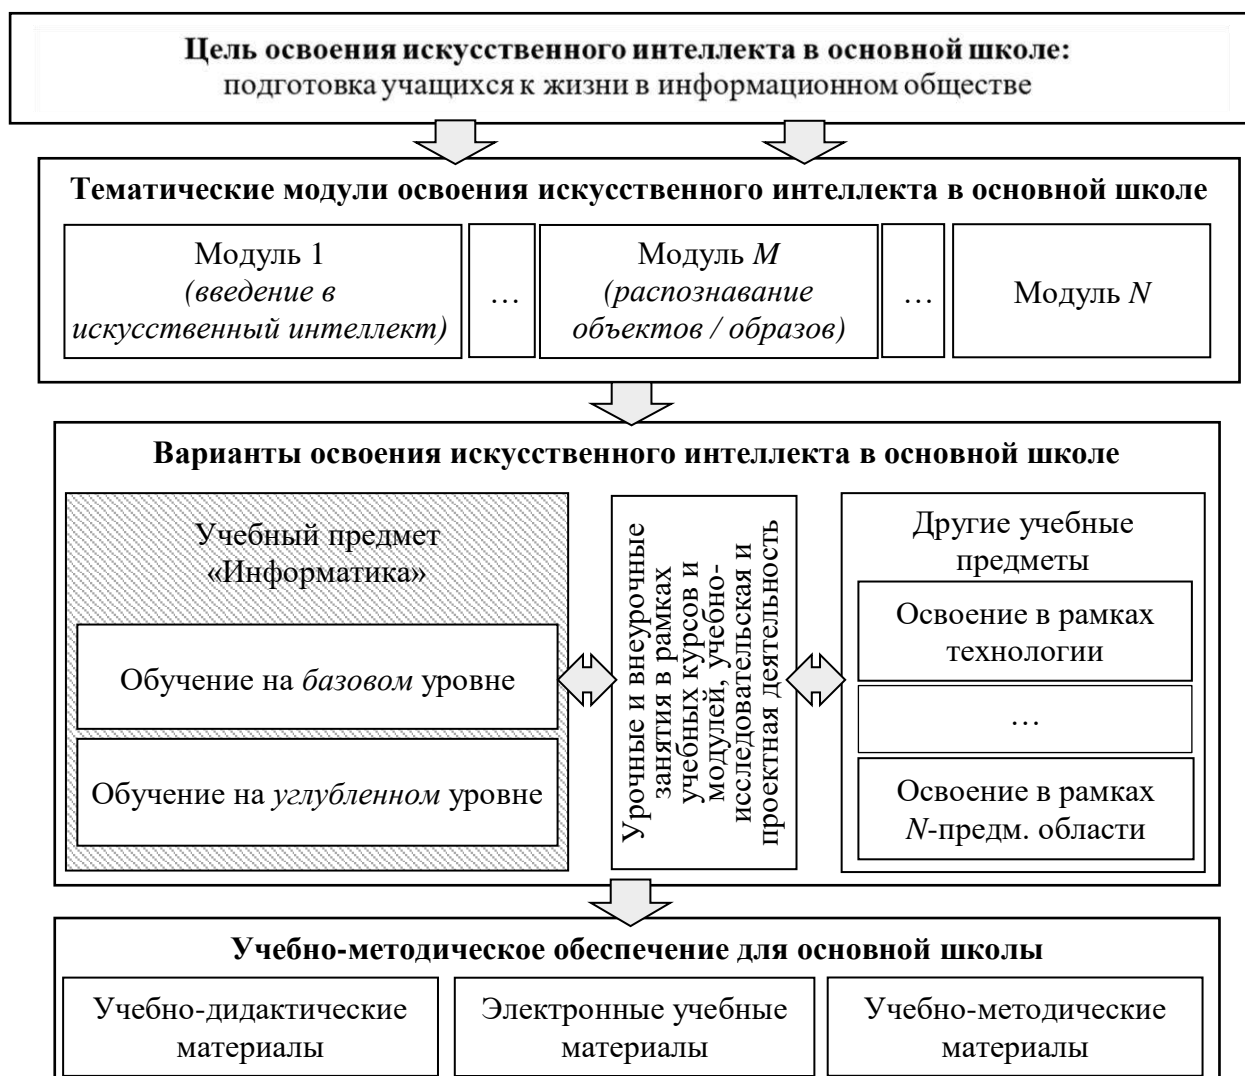 Цель освоения искусственного интеллекта в основной школе:
подготовка учащихся к жизни в информационном обществе
Тематические модули освоения искусственного интеллекта в основной школе
Модуль 1
(введение в
искусственный интеллект)
…
Модуль M
(распознавание
объектов / образов)
…
Модуль N
Варианты освоения искусственного интеллекта в основной школе
Учебный предмет
«Информатика»
Обучение на базовом уровне
Обучение на углубленном уровне
Урочные и внеурочные
занятия в рамках
учебных курсов и
модулей, учебно-
исследовательская и
проектная деятельность
Другие учебные
предметы
Освоение в рамках
технологии
…
Освоение в рамках
N-предм. области
Учебно-методическое обеспечение для основной школы
Учебно-дидактические
материалы
Электронные учебные
материалы
Учебно-методические
материалы